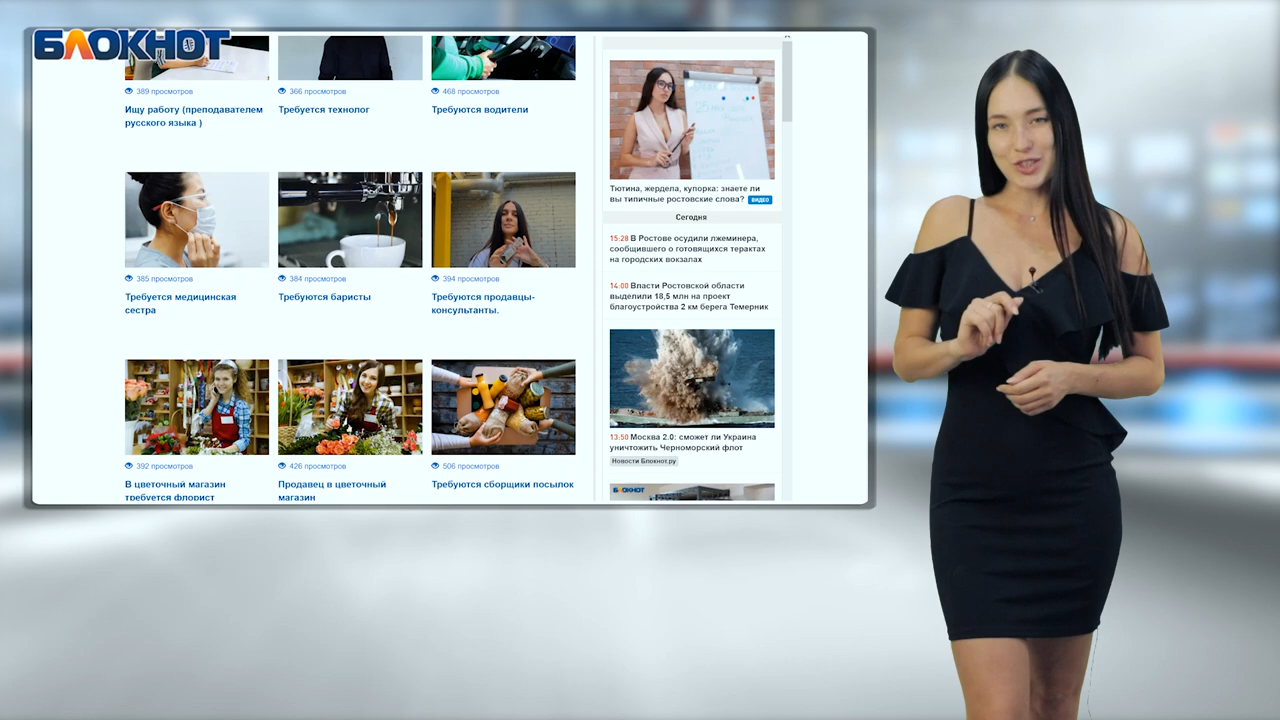 БЛОКНОТ
389 просмотров
Ищу работу (преподавателем
русского языка )
366 просмотров
Требуется технолог
468 просмотров
Требуются водители
385 просмотров
Требуется медицинская
сестра
384 просмотров
Требуются баристы
394 просмотров
Требуются продавцы-
консультанты.
392 просмотров
В цветочный магазин
требуется флорист
426 просмотров
Продавец в цветочный
магазин
506 просмотров
Требуются сборщики посылок
Тютина, жердела, купорка: знаете ли
вы типичные ростовские слова? ВИДЕО
Сегодня
15:28 В Ростове осудили лжеминера,
сообщившего о готовящихся терактах
на городских вокзалах
14:00 Власти Ростовской области
выделили 18,5 млн на проект
благоустройства 2 км берега Темерник
13:50 Москва 2.0: сможет ли Украина
уничтожить Черноморский флот
Новости Блокнот.ру
БЛОКНОТ